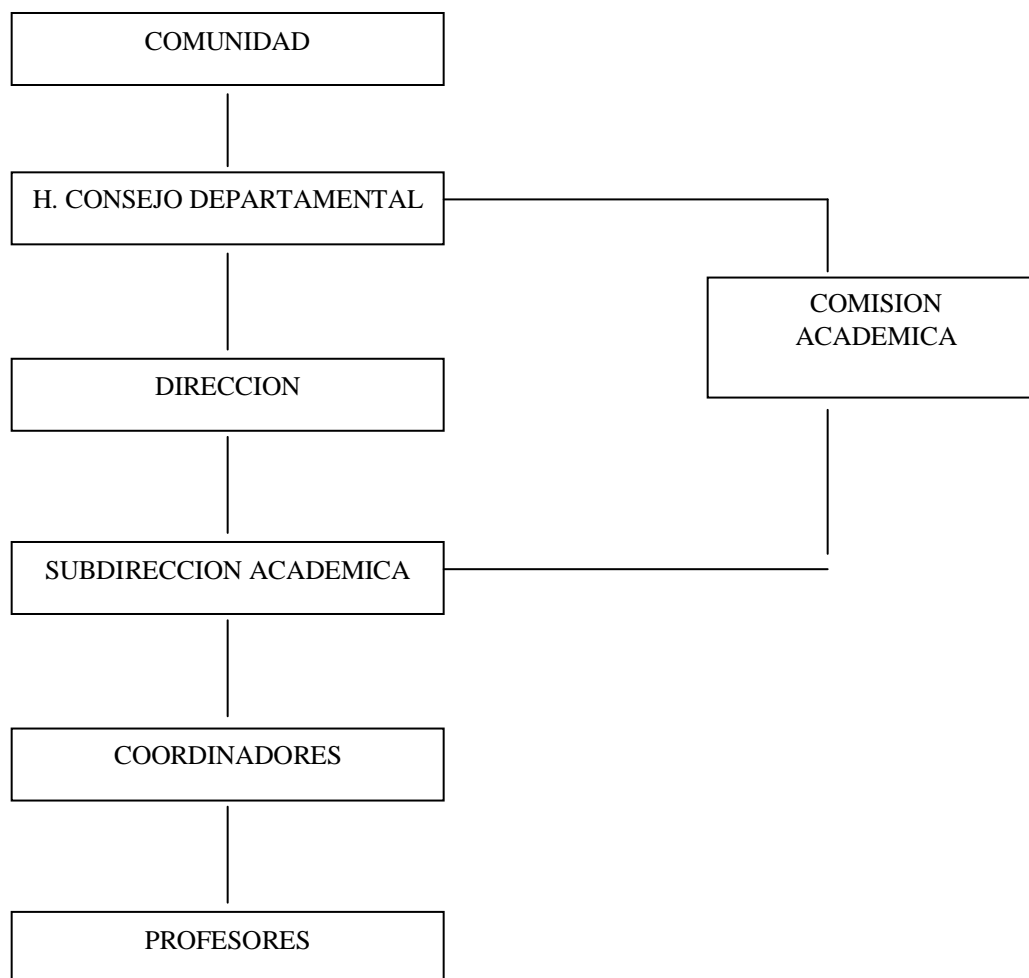 COMUNIDAD
H. CONSEJO DEPARTAMENTAL
COMISION
ACADEMICA
DIRECCION
SUBDIRECCION ACADEMICA
COORDINADORES
PROFESORES